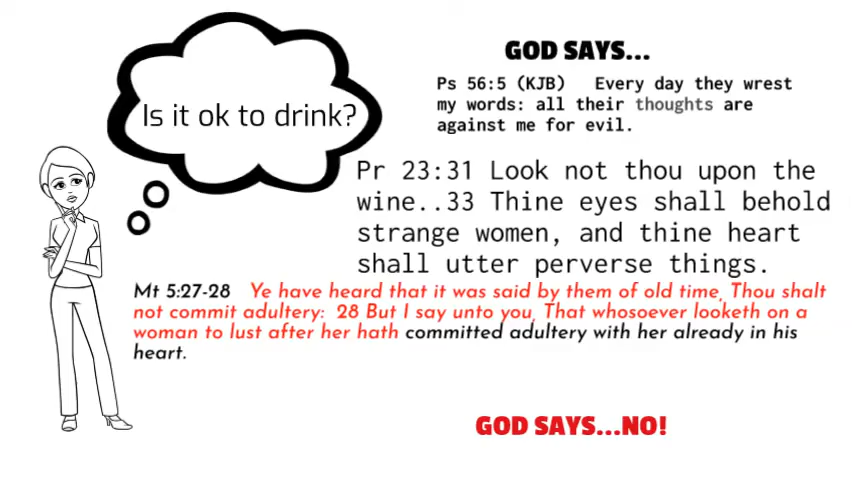 Is it ok to drink?
GOD SAYS...
Ps 56:5 (KJB)   Every day they wrest
my words: all their thoughts are
against me for evil.
Pr 23:31 Look not thou upon the
wine..33 Thine eyes shall behold
strange women, and thine heart
shall utter perverse things.
Mt 5:27-28   Ye have heard that it was said by them of old time, Thou shalt
not commit adultery:  28 But I say unto you, That whosoever looketh on a
woman to lust after her hath committed adultery with her already in his
heart.
GOD SAYS...NO!